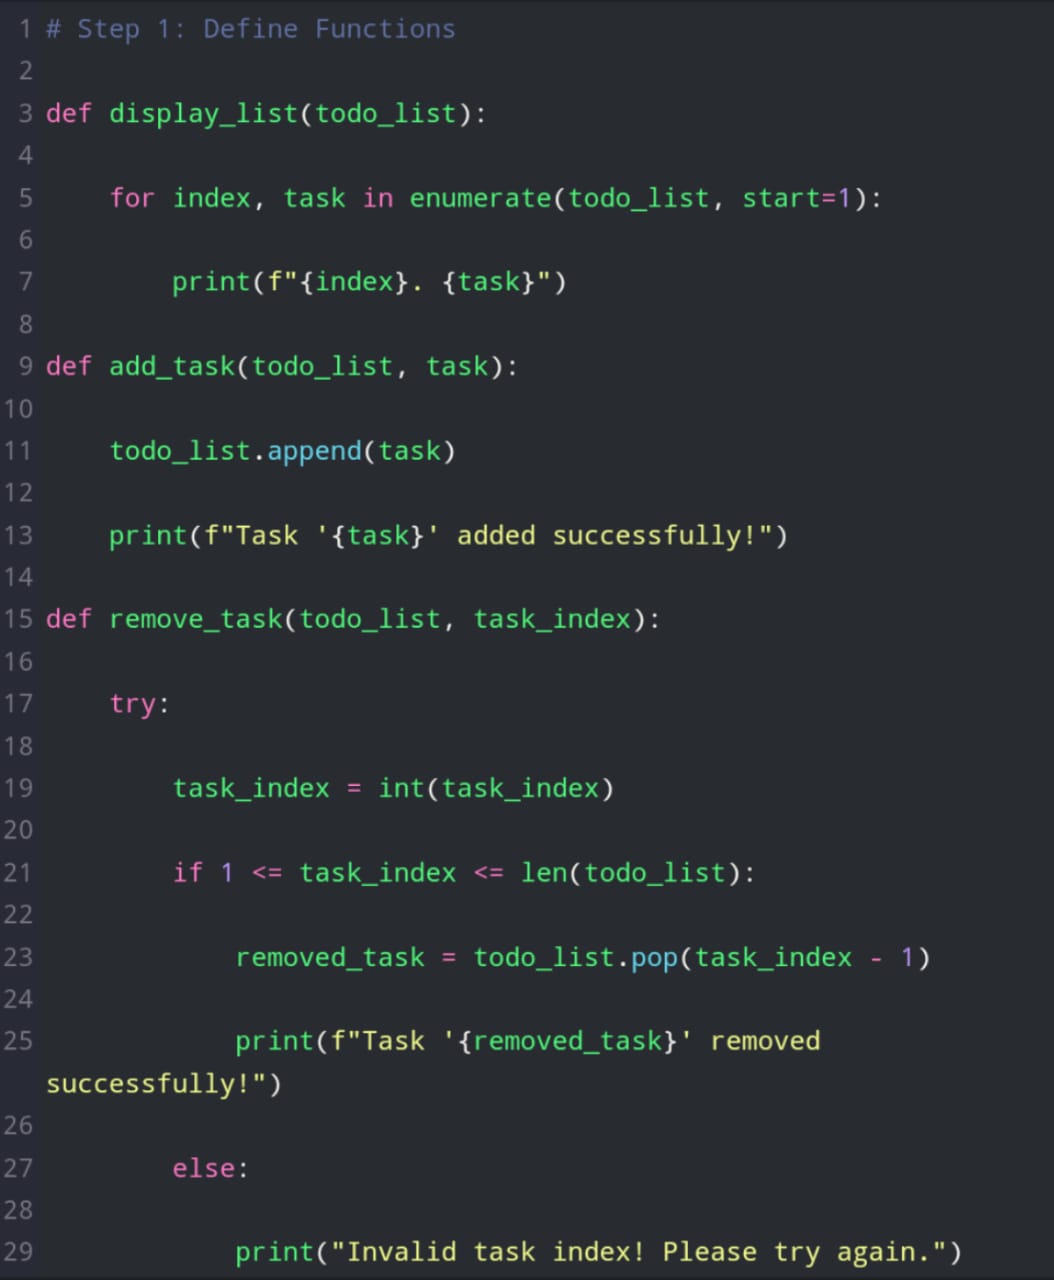 1 # Step 1: Define Functions
2
3 def display_list(todo_list):
4
5     for index, task in enumerate(todo_list, start=1):
6
7         print(f"{index}. {task}")
8
9 def add_task(todo_list, task):
10
11     todo_list.append(task)
12
13     print(f"Task '{task}' added successfully!")
14
15 def remove_task(todo_list, task_index):
16
17     try:
18
19         task_index = int(task_index)
20
21         if 1 <= task_index <= len(todo_list):
22
23             removed_task = todo_list.pop(task_index - 1)
24
25             print(f"Task '{removed_task}' removed
successfully!")
26
27         else:
28
29             print("Invalid task index! Please try again.")